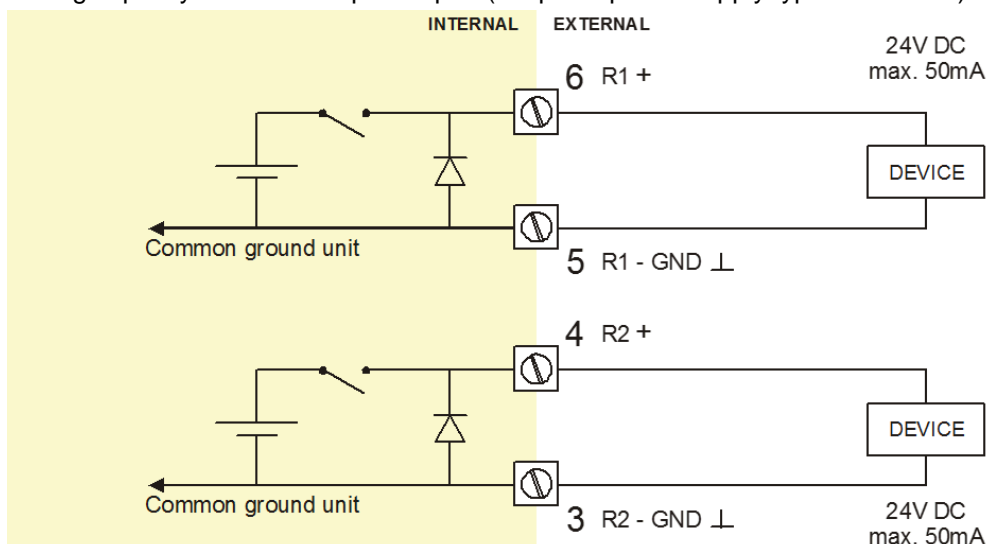 INTERNAL EXTERNAL
24V DC
max. 50mA
6 R1 +
DEVICE
Common ground unit
5 R1 - GND ⊥
4 R2 +
DEVICE
Common ground unit
3 R2 - GND ⊥
24V DC
max. 50mA